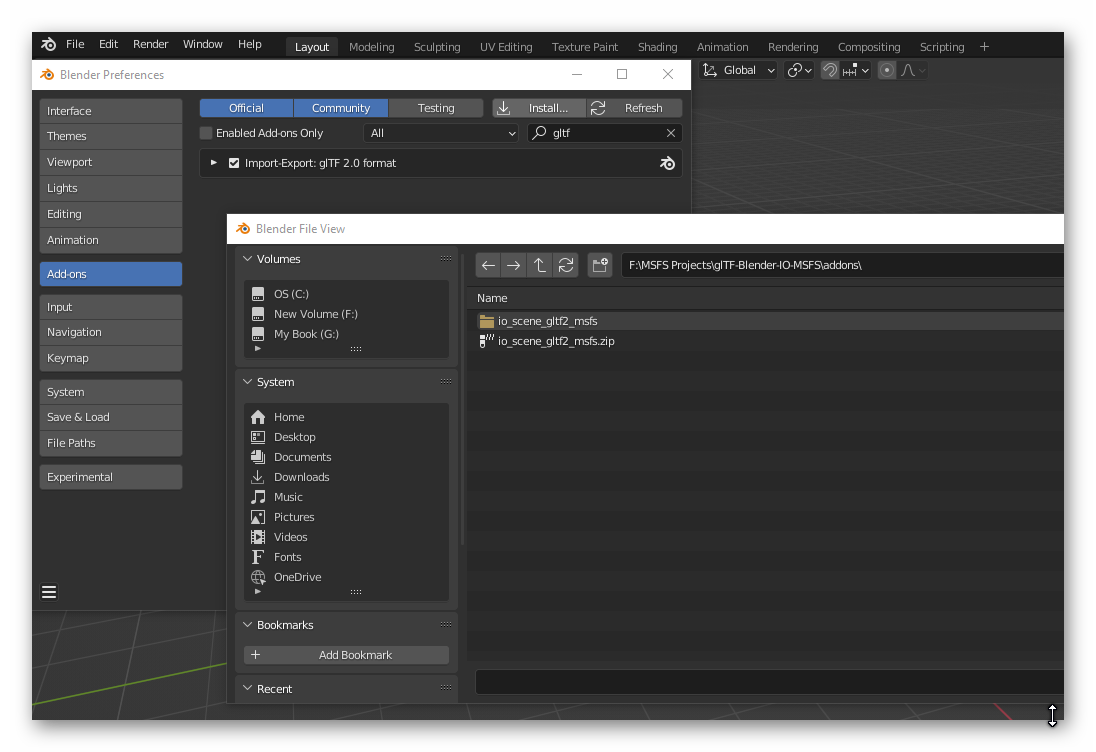 File Edit Render Window Help Layout Modeling Sculpting UV Editing Texture Paint Shading Animation Rendering Compositing Scripting +
Blender Preferences
Global
Interface
Themes
Viewport
Lights
Editing
Animation
Add-ons
Input
Navigation
Keymap
System
Save & Load
File Paths
Experimental
Official Community Testing Install... Refresh
Enabled Add-ons Only All gltf
Import-Export: glTF 2.0 format
Blender File View
Volumes
OS (C:)
New Volume (F:)
My Book (G:)
System
Home
Desktop
Documents
Downloads
Music
Pictures
Videos
Fonts
OneDrive
Bookmarks
+ Add Bookmark
Recent
F:\MSFS Projects\glTF-Blender-IO-MSFS\addons\
Name
io_scene_gltf2_msfs
io_scene_gltf2_msfs.zip